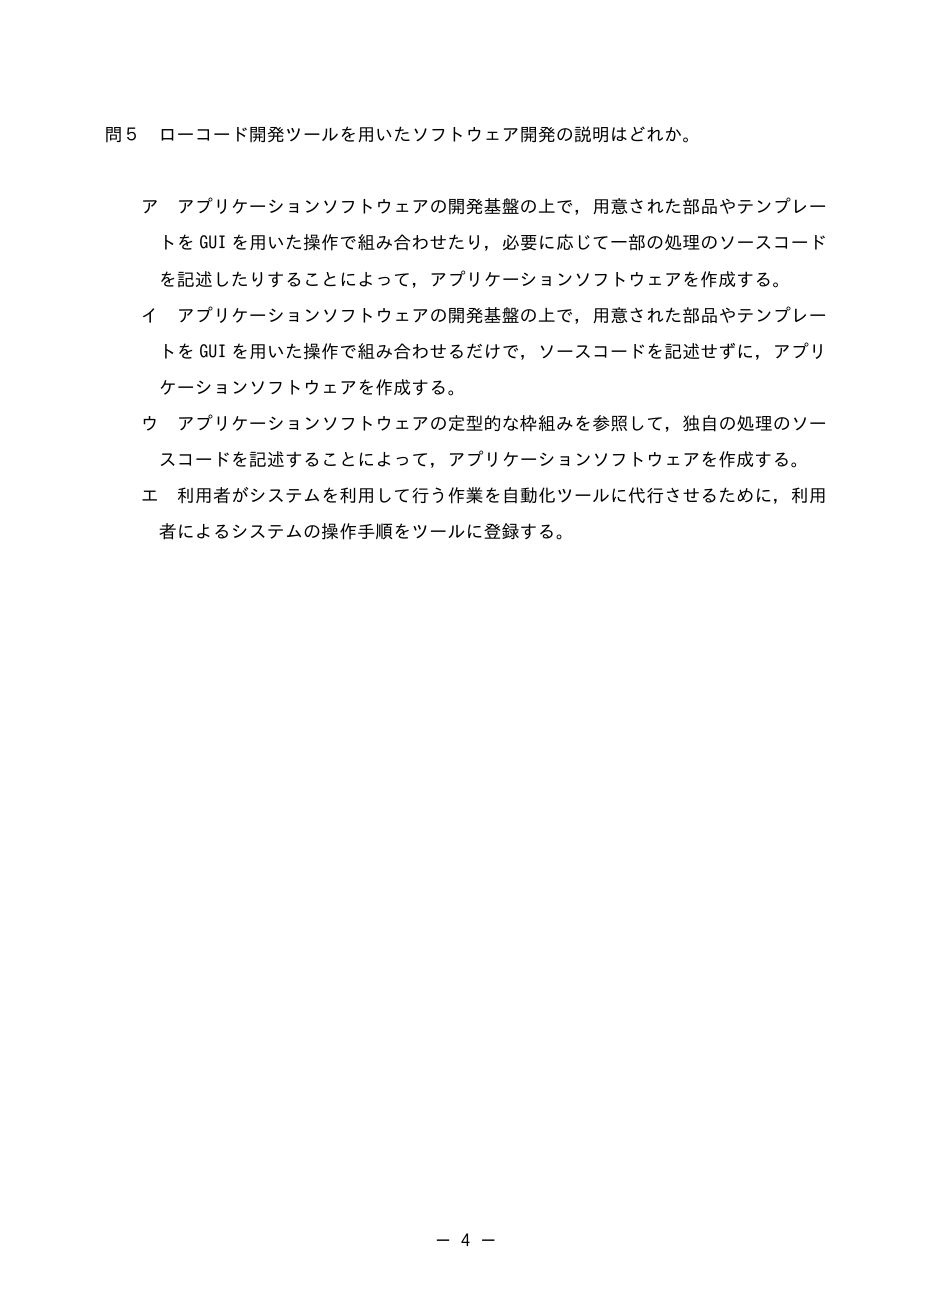 問５　ローコード開発ツールを用いたソフトウェア開発の説明はどれか。
ア　アプリケーションソフトウェアの開発基盤の上で，用意された部品やテンプレー
トを GUI を用いた操作で組み合わせたり，必要に応じて一部の処理のソースコード
を記述したりすることによって，アプリケーションソフトウェアを作成する。
イ　アプリケーションソフトウェアの開発基盤の上で，用意された部品やテンプレー
トを GUI を用いた操作で組み合わせるだけで，ソースコードを記述せずに，アプリ
ケーションソフトウェアを作成する。
ウ　アプリケーションソフトウェアの定型的な枠組みを参照して，独自の処理のソー
スコードを記述することによって，アプリケーションソフトウェアを作成する。
エ　利用者がシステムを利用して行う作業を自動化ツールに代行させるために，利用
者によるシステムの操作手順をツールに登録する。
－ 4 －